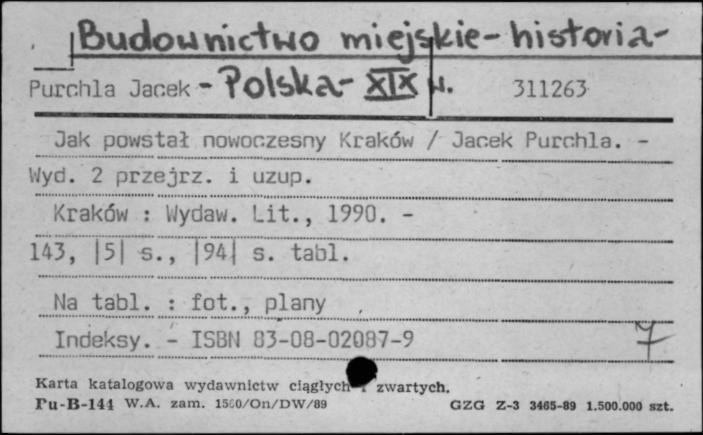 Budownictwo miejskie - historia -
Purchla Jacek - Polska - XIX w. 311263
Jak powstał nowoczesny Kraków / Jacek Purchla. -
Wyd. 2 przejrz. i uzup.
Kraków : Wydaw. Lit., 1990. -
143, |5| s., |94| s. tabl.
Na tabl. : fot., plany
Indeksy. - ISBN 83-08-02087-9
7
Karta katalogowa wydawnictw ciągłych i zwartych.
Pu-B-144 W.A. zam. /On/DW/89 GZG Z-3 3465-89 1.500.000 szt.